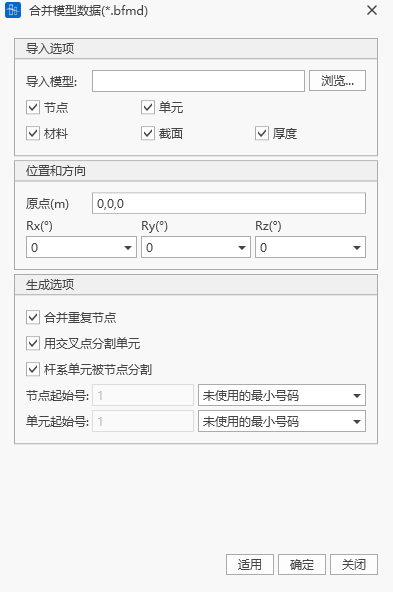 合并模型数据(*.bfmd)
导入选项
导入模型:
浏览...
节点 单元
材料 截面 厚度
位置和方向
原点(m) 0,0,0
Rx(°) Ry(°) Rz(°)
0 0 0
生成选项
合并重复节点
用交叉点分割单元
杆系单元被节点分割
节点起始号: 1 未使用的最小号码
单元起始号: 1 未使用的最小号码
适用 确定 关闭